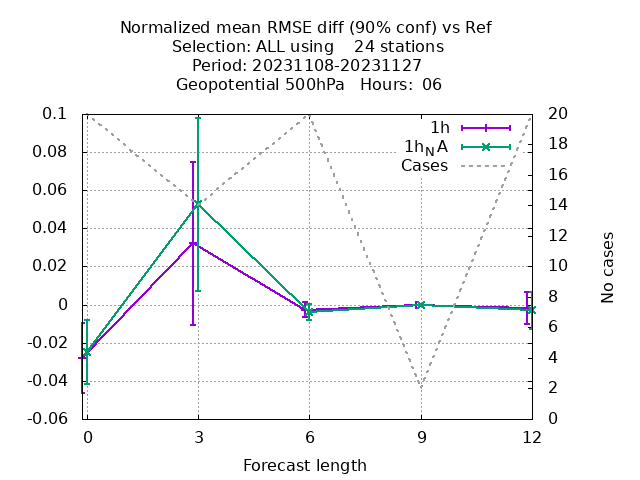 Normalized mean RMSE diff (90% conf) vs Ref
Selection: ALL using    24 stations
Period: 20231108-20231127
Geopotential 500hPa   Hours:  06
0.1
0.08
0.06
0.04
0.02
0
-0.02
-0.04
-0.06
20
18
16
14
12
10
8
6
4
2
0
1h
1h_NA
Cases
No cases
0
3
6
9
12
Forecast length